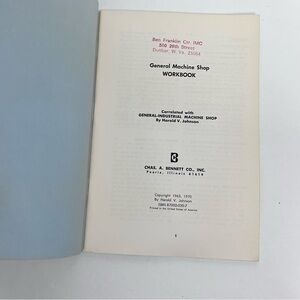 Ben Franklin Ctr. IMC
500 28th Street
Dunbar, W. Va. 25064
General Machine Shop
WORKBOOK
Correlated with
GENERAL-INDUSTRIAL MACHINE SHOP
By Harold V. Johnson
B
CHAS. A. BENNETT CO., INC.
Peoria, Illinois 61614
Copyright 1963, 1970
By Harold V. Johnson
Printed in the United States of America